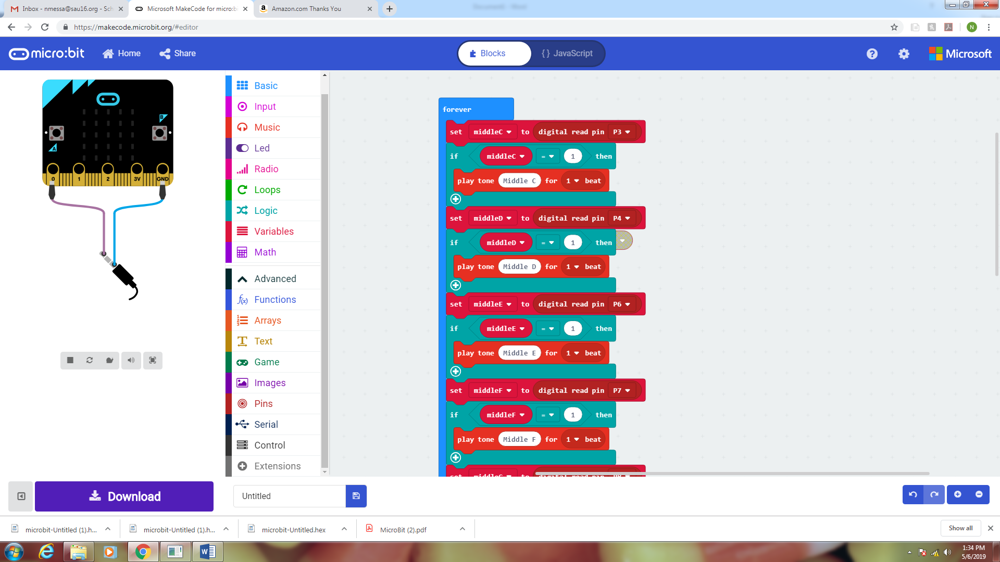 Inbox - nmessa@sau16.org - Sch
Microsoft MakeCode for micro:bi
Amazon.com Thanks You
https://makecode.microbit.org/#editor
N
micro:bit
Home
Share
Blocks
{ } JavaScript
?
Microsoft
B
A
0 1 2 3V GND
Basic
Input
Music
Led
Radio
Loops
Logic
Variables
Math
Advanced
f(x) Functions
Arrays
Text
Game
Images
Pins
Serial
Control
Extensions
forever
set middleC to digital read pin P3
if middleC = 1 then
play tone Middle C for 1 beat
set middleD to digital read pin P4
if middleD = 1 then
play tone Middle D for 1 beat
set middleE to digital read pin P6
if middleE = 1 then
play tone Middle E for 1 beat
set middleF to digital read pin P7
if middleF = 1 then
play tone Middle F for 1 beat
set middleG to digital read pin
Download
Untitled
microbit-Untitled (1).h...
microbit-Untitled (1).h...
microbit-Untitled.hex
MicroBit (2).pdf
Show all
W
1:34 PM
5/6/2019